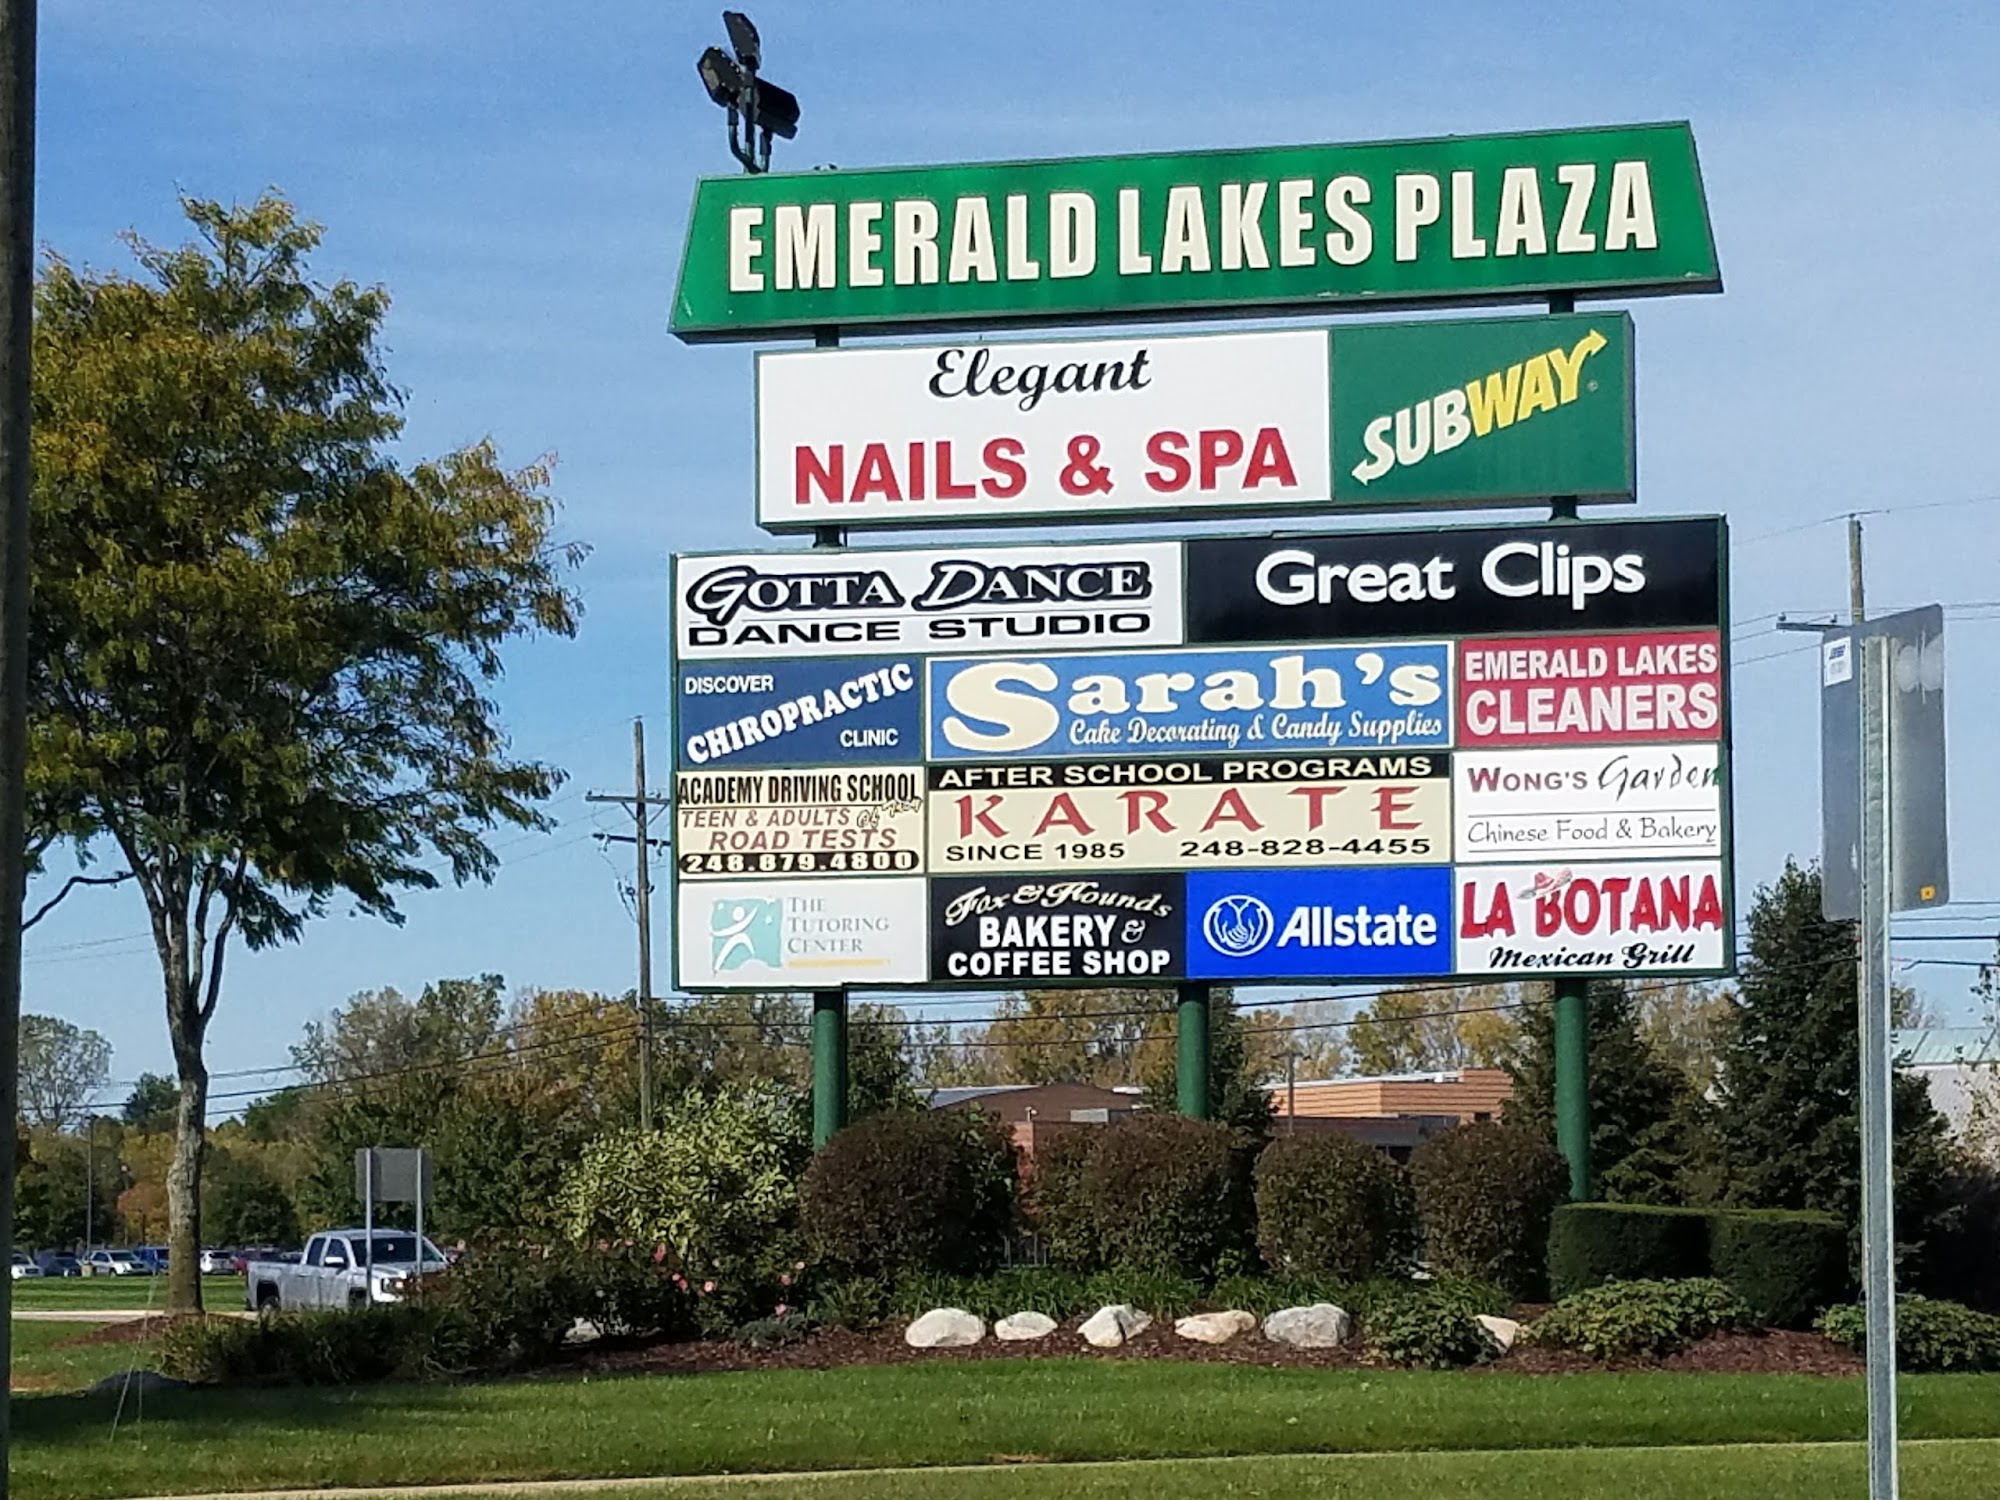 EMERALD LAKES PLAZA
Elegant
NAILS & SPA
SUBWAY
GOTTA DANCE
DANCE STUDIO
Great Clips
DISCOVER
CHIROPRACTIC
CLINIC
Sarah's
Cake Decorating & Candy Supplies
EMERALD LAKES
CLEANERS
ACADEMY DRIVING SCHOOL
TEEN & ADULTS
ROAD TESTS
248.879.4800
AFTER SCHOOL PROGRAMS
KARATE
SINCE 1985 248-828-4455
WONG'S Garden
Chinese Food & Bakery
THE
TUTORING
CENTER
Fox & Hounds
BAKERY &
COFFEE SHOP
Allstate
LA BOTANA
Mexican Grill